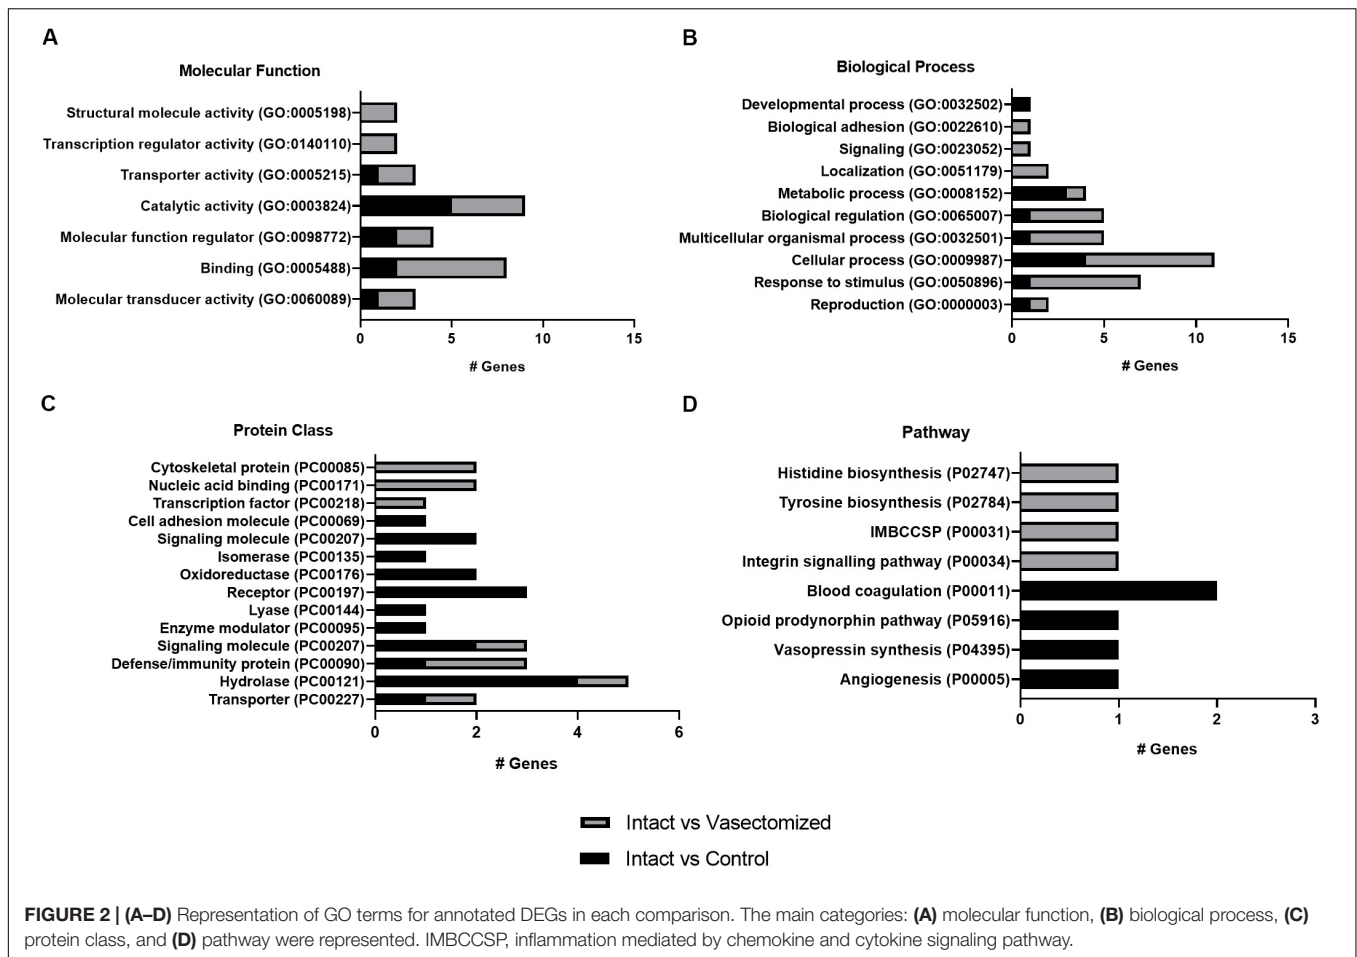 A
Molecular Function
Structural molecule activity (GO:0005198)
Transcription regulator activity (GO:0140110)
Transporter activity (GO:0005215)
Catalytic activity (GO:0003824)
Molecular function regulator (GO:0098772)
Binding (GO:0005488)
Molecular transducer activity (GO:0060089)
0 5 10 15
# Genes
B
Biological Process
Developmental process (GO:0032502)
Biological adhesion (GO:0022610)
Signaling (GO:0023052)
Localization (GO:0051179)
Metabolic process (GO:0008152)
Biological regulation (GO:0065007)
Multicellular organismal process (GO:0032501)
Cellular process (GO:0009987)
Response to stimulus (GO:0050896)
Reproduction (GO:0000003)
0 5 10 15
# Genes
C
Protein Class
Cytoskeletal protein (PC00085)
Nucleic acid binding (PC00171)
Transcription factor (PC00218)
Cell adhesion molecule (PC00069)
Signaling molecule (PC00207)
Isomerase (PC00135)
Oxidoreductase (PC00176)
Receptor (PC00197)
Lyase (PC00144)
Enzyme modulator (PC00095)
Signaling molecule (PC00207)
Defense/immunity protein (PC00090)
Hydrolase (PC00121)
Transporter (PC00227)
0 2 4 6
# Genes
D
Pathway
Histidine biosynthesis (P02747)
Tyrosine biosynthesis (P02784)
IMBCCSP (P00031)
Integrin signalling pathway (P00034)
Blood coagulation (P00011)
Opioid prodynorphin pathway (P05916)
Vasopressin synthesis (P04395)
Angiogenesis (P00005)
0 1 2 3
# Genes
Intact vs Vasectomized
Intact vs Control
FIGURE 2 | (A–D) Representation of GO terms for annotated DEGs in each comparison. The main categories: (A) molecular function, (B) biological process, (C)
protein class, and (D) pathway were represented. IMBCCSP, inflammation mediated by chemokine and cytokine signaling pathway.